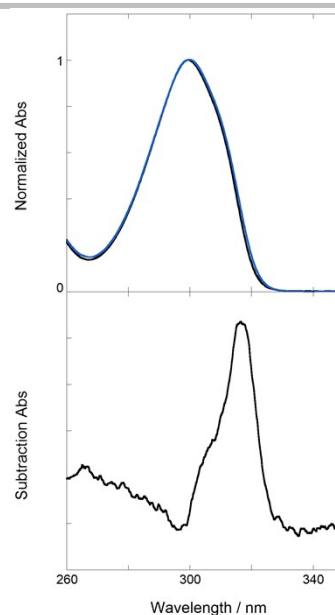 1
Normalized Abs
0
Subtraction Abs
260
300
340
Wavelength / nm